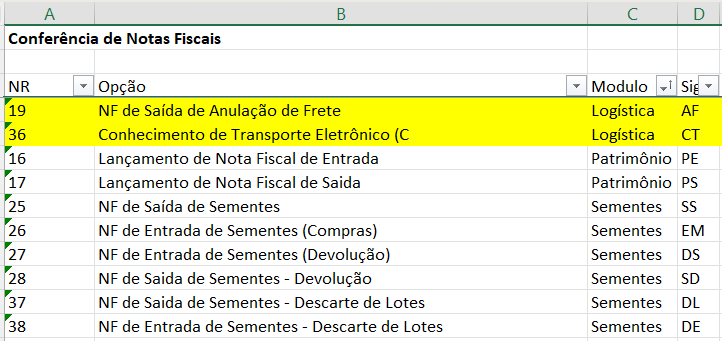 A B C D
Conferência de Notas Fiscais
NR Opção Modulo Sig
19 NF de Saída de Anulação de Frete Logística AF
36 Conhecimento de Transporte Eletrônico (C Logística CT
16 Lançamento de Nota Fiscal de Entrada Patrimônio PE
17 Lançamento de Nota Fiscal de Saida Patrimônio PS
25 NF de Saída de Sementes Sementes SS
26 NF de Entrada de Sementes (Compras) Sementes EM
27 NF de Entrada de Sementes (Devolução) Sementes DS
28 NF de Saida de Sementes - Devolução Sementes SD
37 NF de Saida de Sementes - Descarte de Lotes Sementes DL
38 NF de Entrada de Sementes - Descarte de Lotes Sementes DE